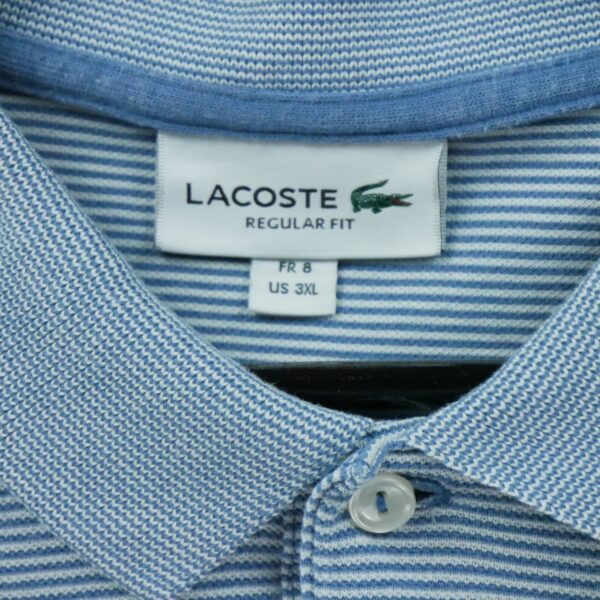 LACOSTE
REGULAR FIT
FR 8
US 3XL